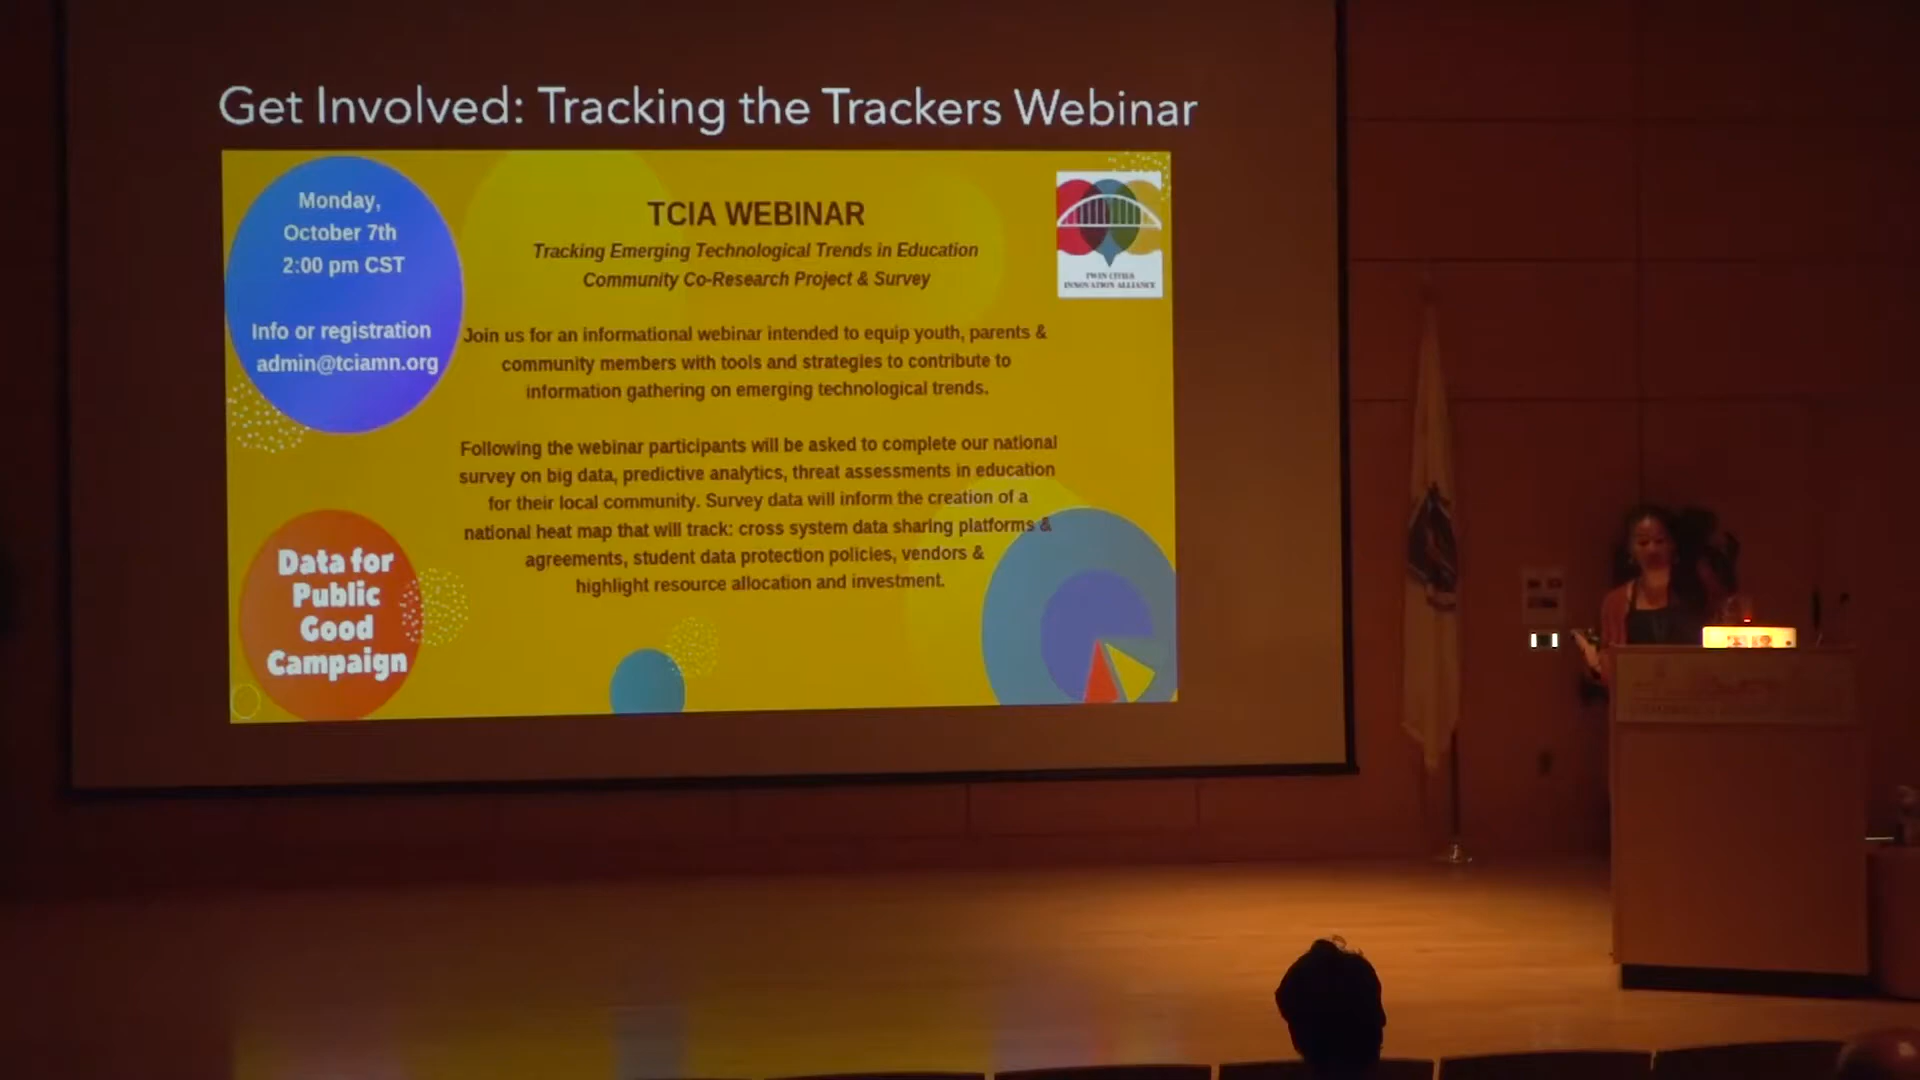 Get Involved: Tracking the Trackers Webinar
Monday,
October 7th
2:00 pm CST
Info or registration
admin@tciamn.org
TCIA WEBINAR
Tracking Emerging Technological Trends in Education
Community Co-Research Project & Survey
TWIN CITIES
INNOVATION ALLIANCE
Join us for an informational webinar intended to equip youth, parents &
community members with tools and strategies to contribute to
information gathering on emerging technological trends.
Following the webinar participants will be asked to complete our national
survey on big data, predictive analytics, threat assessments in education
for their local community. Survey data will inform the creation of a
national heat map that will track: cross system data sharing platforms &
agreements, student data protection policies, vendors &
highlight resource allocation and investment.
Data for
Public
Good
Campaign